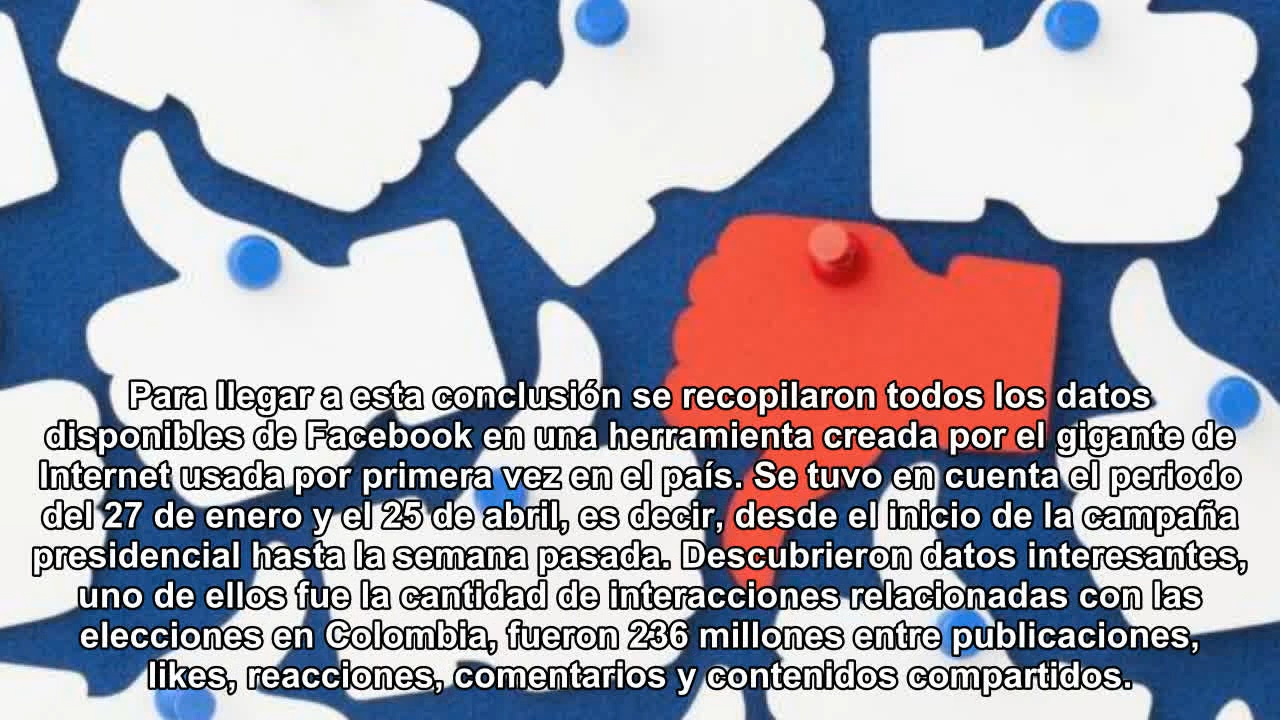 Para llegar a esta conclusión se recopilaron todos los datos
disponibles de Facebook en una herramienta creada por el gigante de
Internet usada por primera vez en el país. Se tuvo en cuenta el periodo
del 27 de enero y el 25 de abril, es decir, desde el inicio de la campaña
presidencial hasta la semana pasada. Descubrieron datos interesantes,
uno de ellos fue la cantidad de interacciones relacionadas con las
elecciones en Colombia, fueron 236 millones entre publicaciones,
likes, reacciones, comentarios y contenidos compartidos.